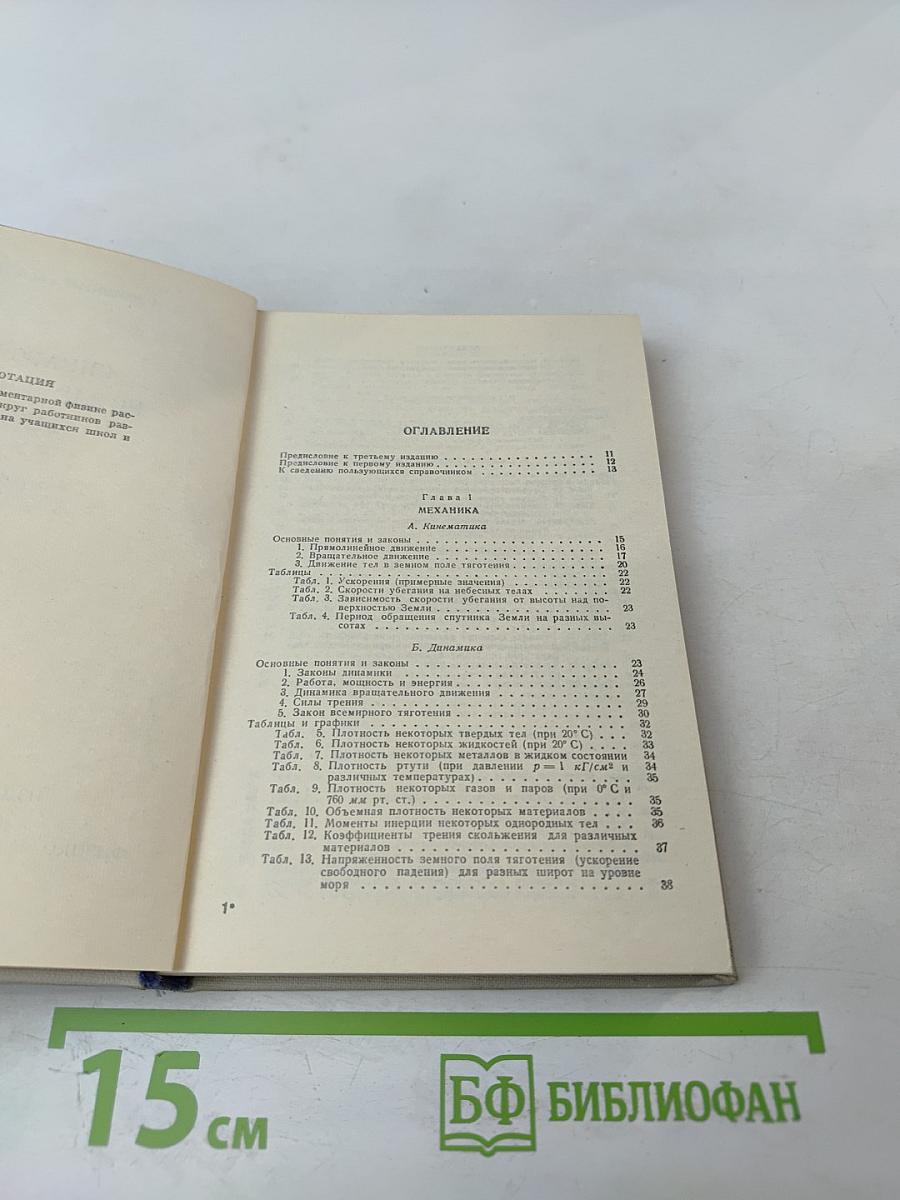 ОТАЦИЯ
ментарной физике рас-
круг работников раз-
на учащихся школ и
ОГЛАВЛЕНИЕ
Предисловие к третьему изданию . . . . . . . . . . . . . . . . . . 11
Предисловие к первому изданию . . . . . . . . . . . . . . . . . . 12
К сведению пользующихся справочником . . . . . . . . . . . . . 13
Глава 1
МЕХАНИКА
А. Кинематика
Основные понятия и законы . . . . . . . . . . . . . . . . . . . . 15
1. Прямолинейное движение . . . . . . . . . . . . . . . . . 16
2. Вращательное движение . . . . . . . . . . . . . . . . . . 17
3. Движение тел в земном поле тяготения . . . . . . . . . . 20
Таблицы . . . . . . . . . . . . . . . . . . . . . . . . . . . . . 22
Табл. 1. Ускорения (примерные значения) . . . . . . . . . . 22
Табл. 2. Скорости убегания на небесных телах . . . . . . . 22
Табл. 3. Зависимость скорости убегания от высоты над по-
верхностью Земли . . . . . . . . . . . . . . . . . . 23
Табл. 4. Период обращения спутника Земли на разных вы-
сотах . . . . . . . . . . . . . . . . . . . . . . . . 23
Б. Динамика
Основные понятия и законы . . . . . . . . . . . . . . . . . . . . 23
1. Законы динамики . . . . . . . . . . . . . . . . . . . . . 24
2. Работа, мощность и энергия . . . . . . . . . . . . . . . . 26
3. Динамика вращательного движения . . . . . . . . . . . . 27
4. Силы трения . . . . . . . . . . . . . . . . . . . . . . . 29
5. Закон всемирного тяготения . . . . . . . . . . . . . . . . 30
Таблицы и графики . . . . . . . . . . . . . . . . . . . . . . . . 32
Табл. 5. Плотность некоторых твердых тел (при 20° С) . . . 32
Табл. 6. Плотность некоторых жидкостей (при 20° С) . . . . 33
Табл. 7. Плотность некоторых металлов в жидком состоянии 34
Табл. 8. Плотность ртути (при давлении p = 1 кГ/см² и 34
различных температурах) . . . . . . . . . . . . . . 35
Табл. 9. Плотность некоторых газов и паров (при 0° С и
760 мм рт. ст.) . . . . . . . . . . . . . . . . . . . 35
Табл. 10. Объемная плотность некоторых материалов . . . . 35
Табл. 11. Моменты инерции некоторых однородных тел . . . 36
Табл. 12. Коэффициенты трения скольжения для различных
материалов . . . . . . . . . . . . . . . . . . . . . 37
Табл. 13. Напряженность земного поля тяготения (ускорение
свободного падения) для разных широт на уровне
моря . . . . . . . . . . . . . . . . . . . . . . . . 38
1*
15 см
БФ БИБЛИОФАН